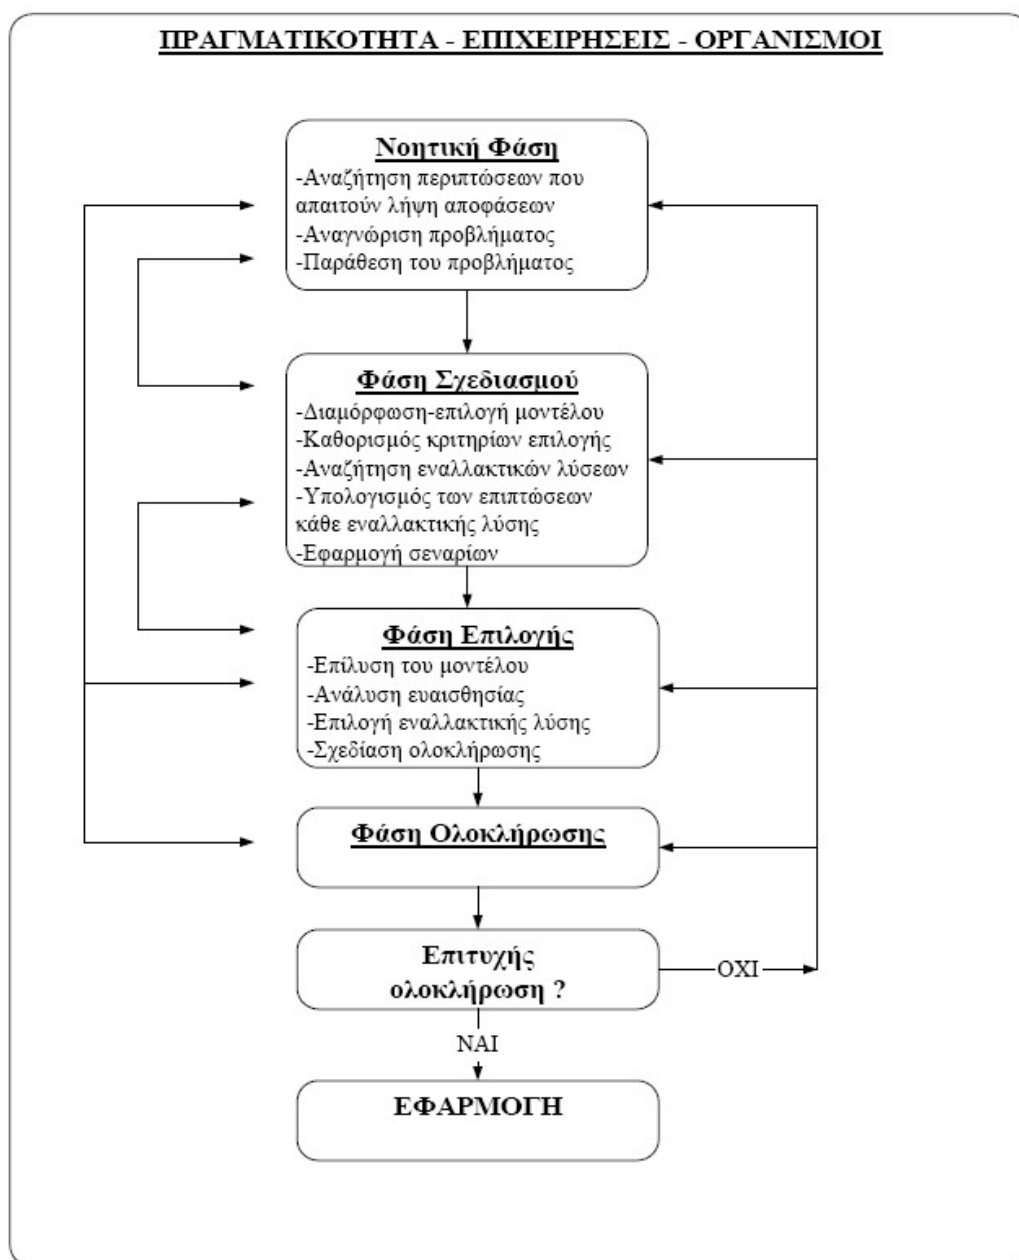 ΠΡΑΓΜΑΤΙΚΟΤΗΤΑ - ΕΠΙΧΕΙΡΗΣΕΙΣ - ΟΡΓΑΝΙΣΜΟΙ
Νοητική Φάση
-Αναζήτηση περιπτώσεων που
απαιτούν λήψη αποφάσεων
-Αναγνώριση προβλήματος
-Παράθεση του προβλήματος
Φάση Σχεδιασμού
-Διαμόρφωση-επιλογή μοντέλου
-Καθορισμός κριτηρίων επιλογής
-Αναζήτηση εναλλακτικών λύσεων
-Υπολογισμός των επιπτώσεων
κάθε εναλλακτικής λύσης
-Εφαρμογή σεναρίων
Φάση Επιλογής
-Επίλυση του μοντέλου
-Ανάλυση ευαισθησίας
-Επιλογή εναλλακτικής λύσης
-Σχεδίαση ολοκλήρωσης
Φάση Ολοκλήρωσης
Επιτυχής
ολοκλήρωση ?
ΟΧΙ
ΝΑΙ
ΕΦΑΡΜΟΓΗ